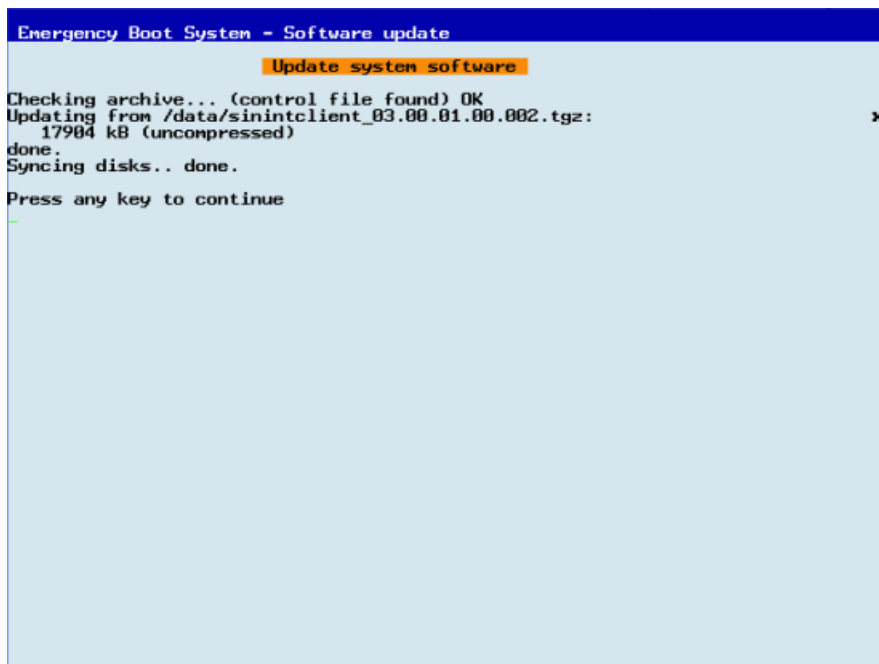 Emergency Boot System - Software update
Update system software
Checking archive... (control file found) OK
Updating from /data/sinintclient_03.00.01.00.002.tgz:
17904 kB (uncompressed)
done.
Syncing disks.. done.
Press any key to continue